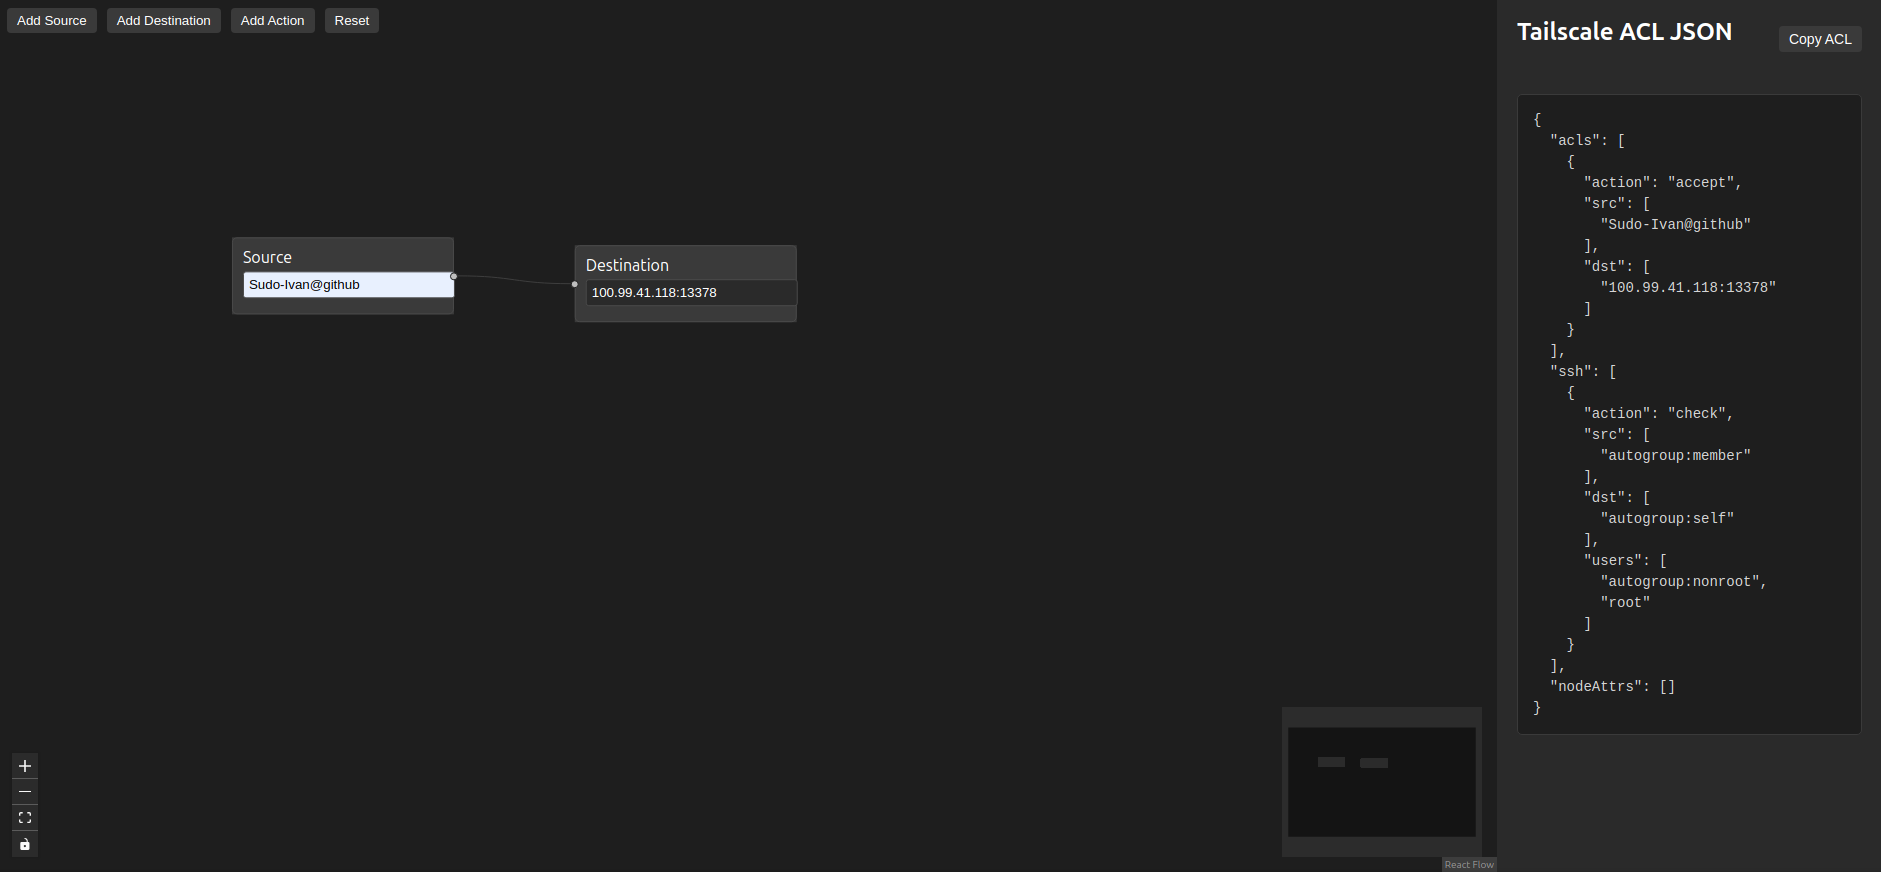 Add Source
Add Destination
Add Action
Reset
Source
Sudo-Ivan@github
Destination
100.99.41.118:13378
React Flow
Tailscale ACL JSON
Copy ACL
{
  "acls": [
    {
      "action": "accept",
      "src": [
        "Sudo-Ivan@github"
      ],
      "dst": [
        "100.99.41.118:13378"
      ]
    }
  ],
  "ssh": [
    {
      "action": "check",
      "src": [
        "autogroup:member"
      ],
      "dst": [
        "autogroup:self"
      ],
      "users": [
        "autogroup:nonroot",
        "root"
      ]
    }
  ],
  "nodeAttrs": []
}